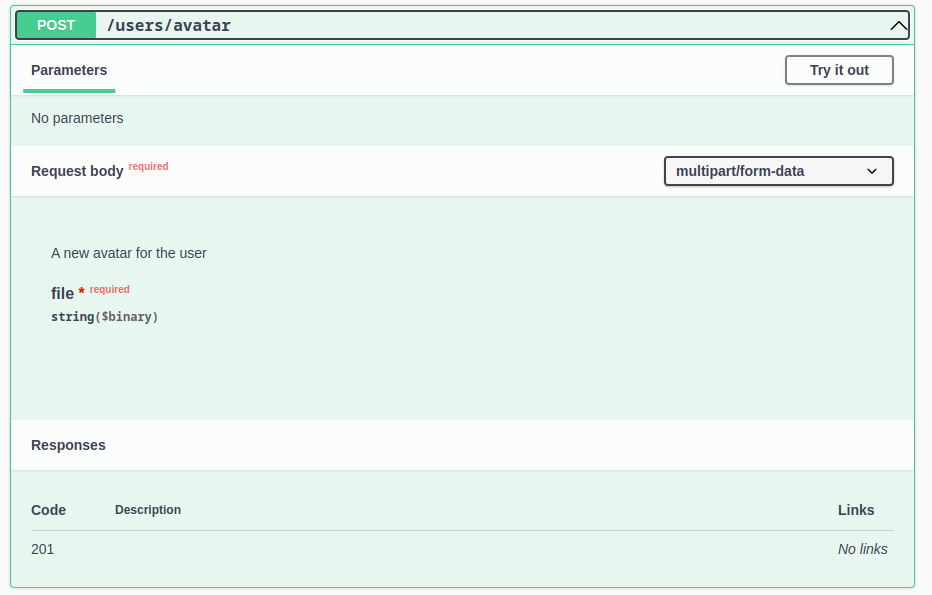 POST /users/avatar
Parameters Try it out
No parameters
Request body required multipart/form-data
A new avatar for the user
file * required
string($binary)
Responses
Code Description Links
201 No links